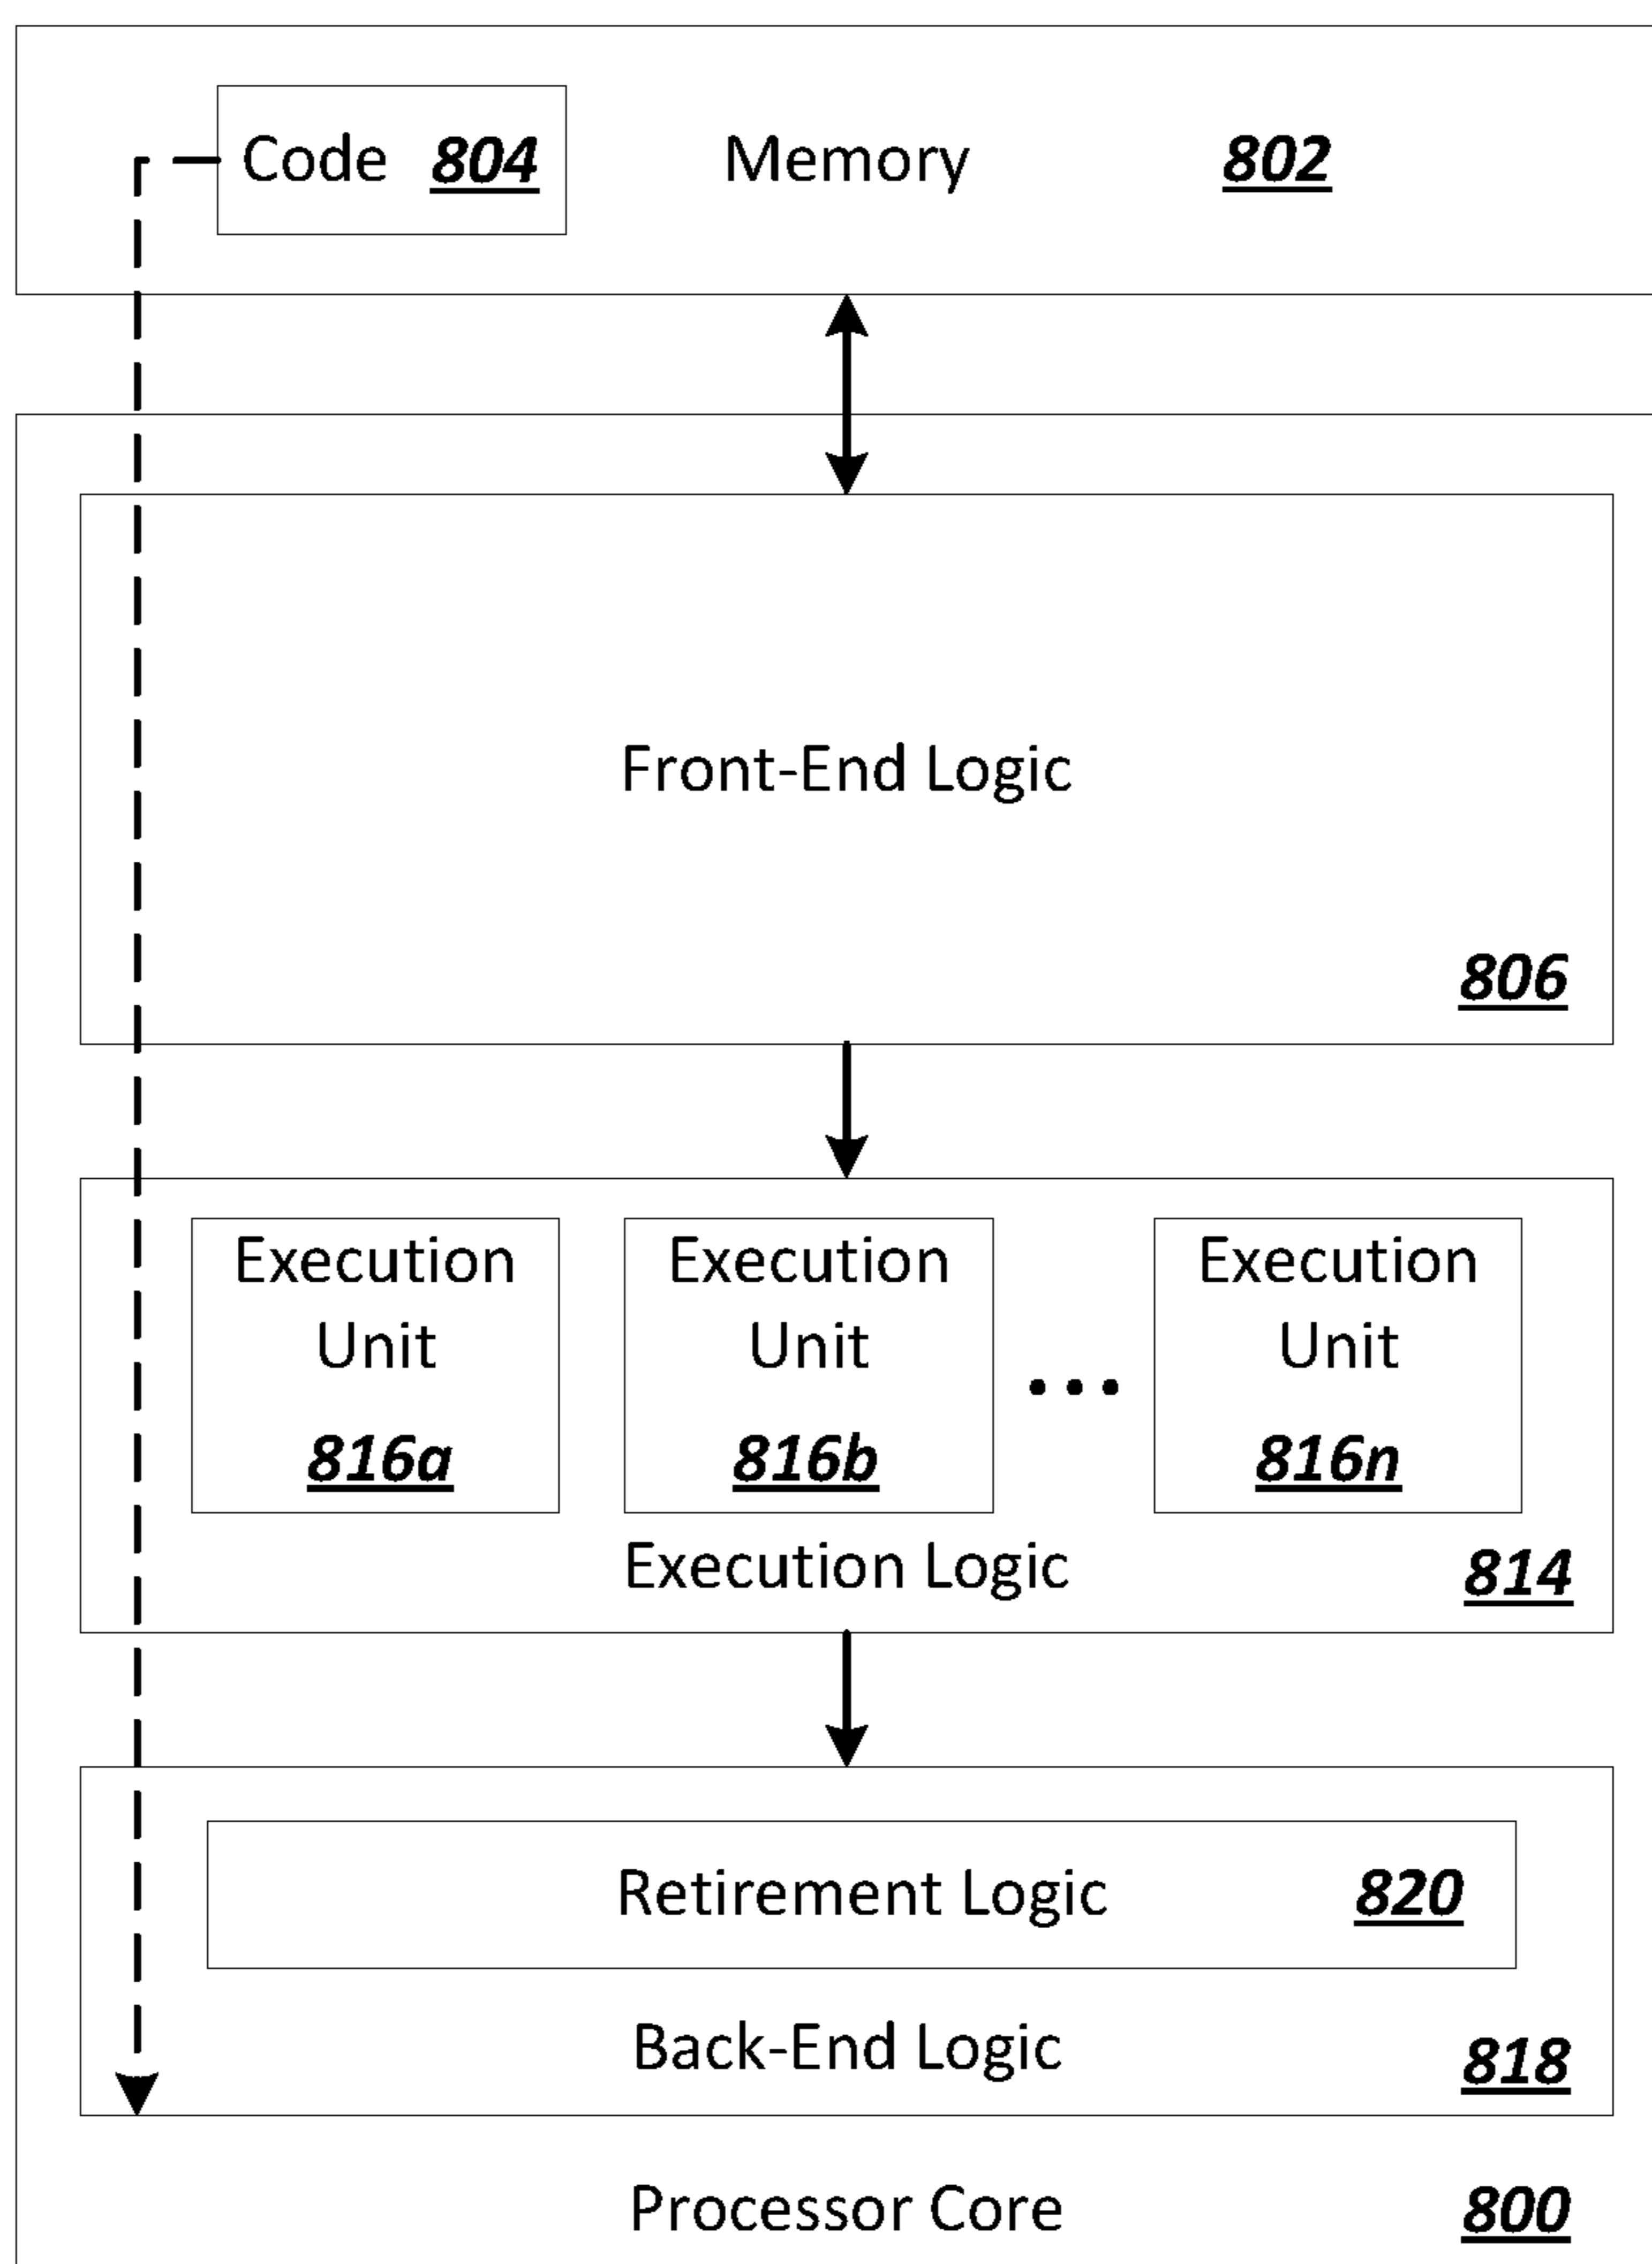 Code 804 Memory 802
Front-End Logic
806
Execution Unit 816a
Execution Unit 816b
...
Execution Unit 816n
Execution Logic 814
Retirement Logic 820
Back-End Logic 818
Processor Core 800